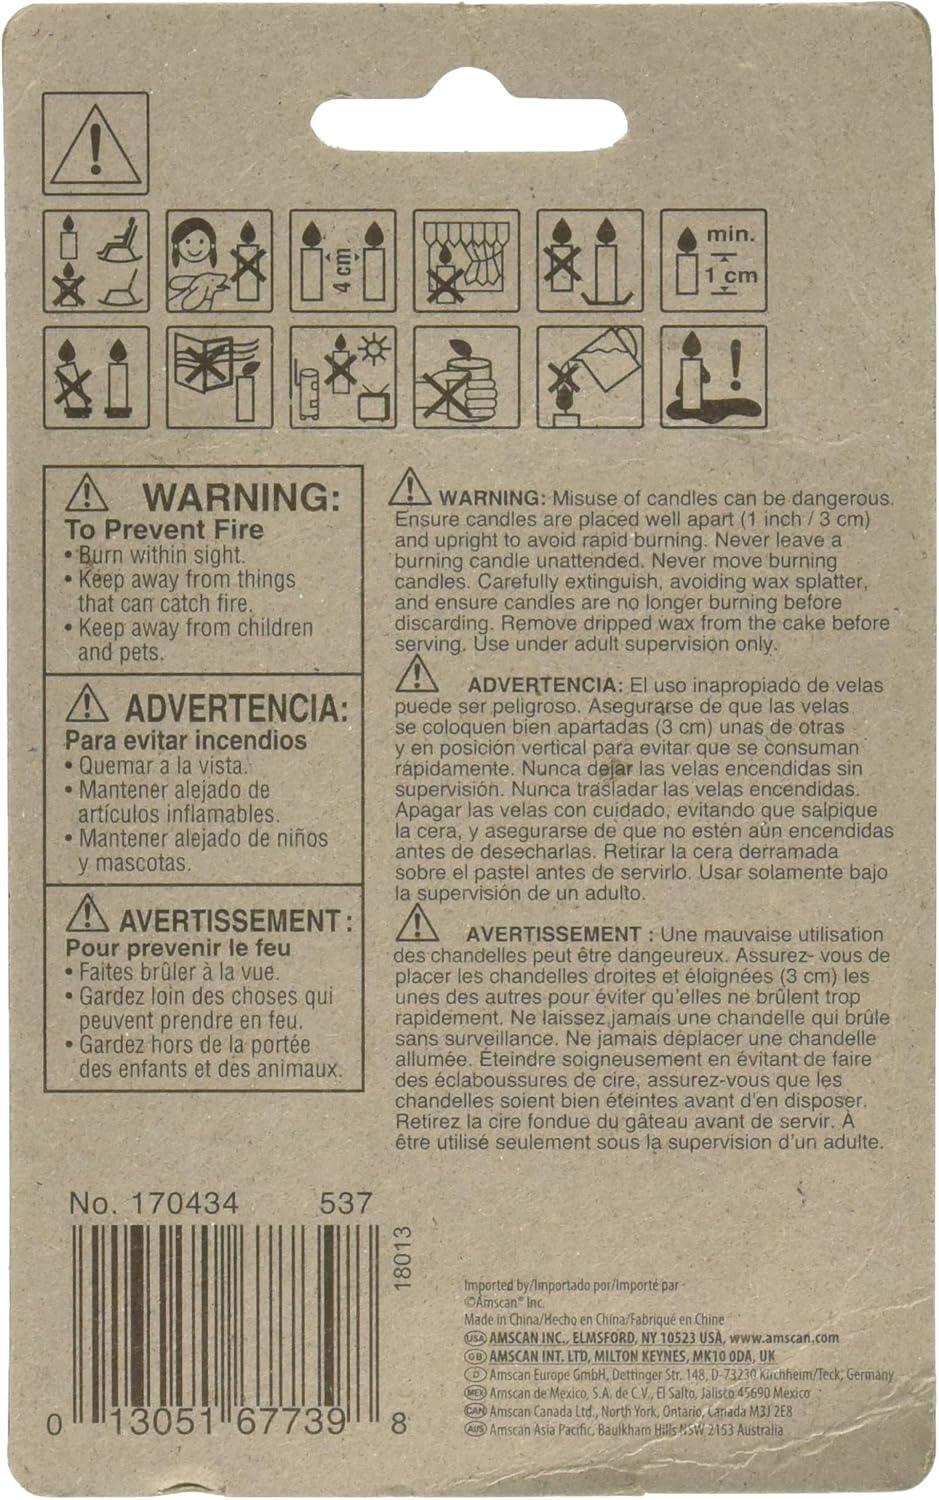 4 cm
min.
1 cm
WARNING:
To Prevent Fire
• Burn within sight.
• Keep away from things
that can catch fire.
• Keep away from children
and pets.
ADVERTENCIA:
Para evitar incendios
• Quemar a la vista.
• Mantener alejado de
artículos inflamables.
• Mantener alejado de niños
y mascotas.
AVERTISSEMENT :
Pour prevenir le feu
• Faites brûler à la vue.
• Gardez loin des choses qui
peuvent prendre en feu.
• Gardez hors de la portée
des enfants et des animaux.
WARNING: Misuse of candles can be dangerous.
Ensure candles are placed well apart (1 inch / 3 cm)
and upright to avoid rapid burning. Never leave a
burning candle unattended. Never move burning
candles. Carefully extinguish, avoiding wax splatter,
and ensure candles are no longer burning before
discarding. Remove dripped wax from the cake before
serving. Use under adult supervision only.
ADVERTENCIA: El uso inapropiado de velas
puede ser peligroso. Asegurarse de que las velas
se coloquen bien apartadas (3 cm) unas de otras
y en posición vertical para evitar que se consuman
rápidamente. Nunca dejar las velas encendidas sin
supervisión. Nunca trasladar las velas encendidas.
Apagar las velas con cuidado, evitando que salpique
la cera, y asegurarse de que no estén aún encendidas
antes de desecharlas. Retirar la cera derramada
sobre el pastel antes de servirlo. Usar solamente bajo
la supervisión de un adulto.
AVERTISSEMENT : Une mauvaise utilisation
des chandelles peut être dangeureux. Assurez- vous de
placer les chandelles droites et éloignées (3 cm) les
unes des autres pour éviter qu'elles ne brûlent trop
rapidement. Ne laissez jamais une chandelle qui brûle
sans surveillance. Ne jamais déplacer une chandelle
allumée. Éteindre soigneusement en évitant de faire
des éclaboussures de cire, assurez-vous que les
chandelles soient bien éteintes avant d'en disposer.
Retirez la cire fondue du gâteau avant de servir. À
être utilisé seulement sous la supervision d'un adulte.
No. 170434 537
18013
0 13051 67739 8
Imported by/Importado por/Importé par
©Amscan® Inc.
Made in China/Hecho en China/Fabriqué en Chine
USA AMSCAN INC., ELMSFORD, NY 10523 USA, www.amscan.com
GB AMSCAN INT. LTD, MILTON KEYNES, MK10 0DA, UK
D Amscan Europe GmbH, Dettinger Str. 148, D-73230 Kirchheim/Teck, Germany
MEX Amscan de Mexico, S.A. de C.V., El Salto, Jalisco 45690 Mexico
CAN Amscan Canada Ltd., North York, Ontario, Canada M3J 2E8
AUS Amscan Asia Pacific, Baulkham Hills NSW 2153 Australia